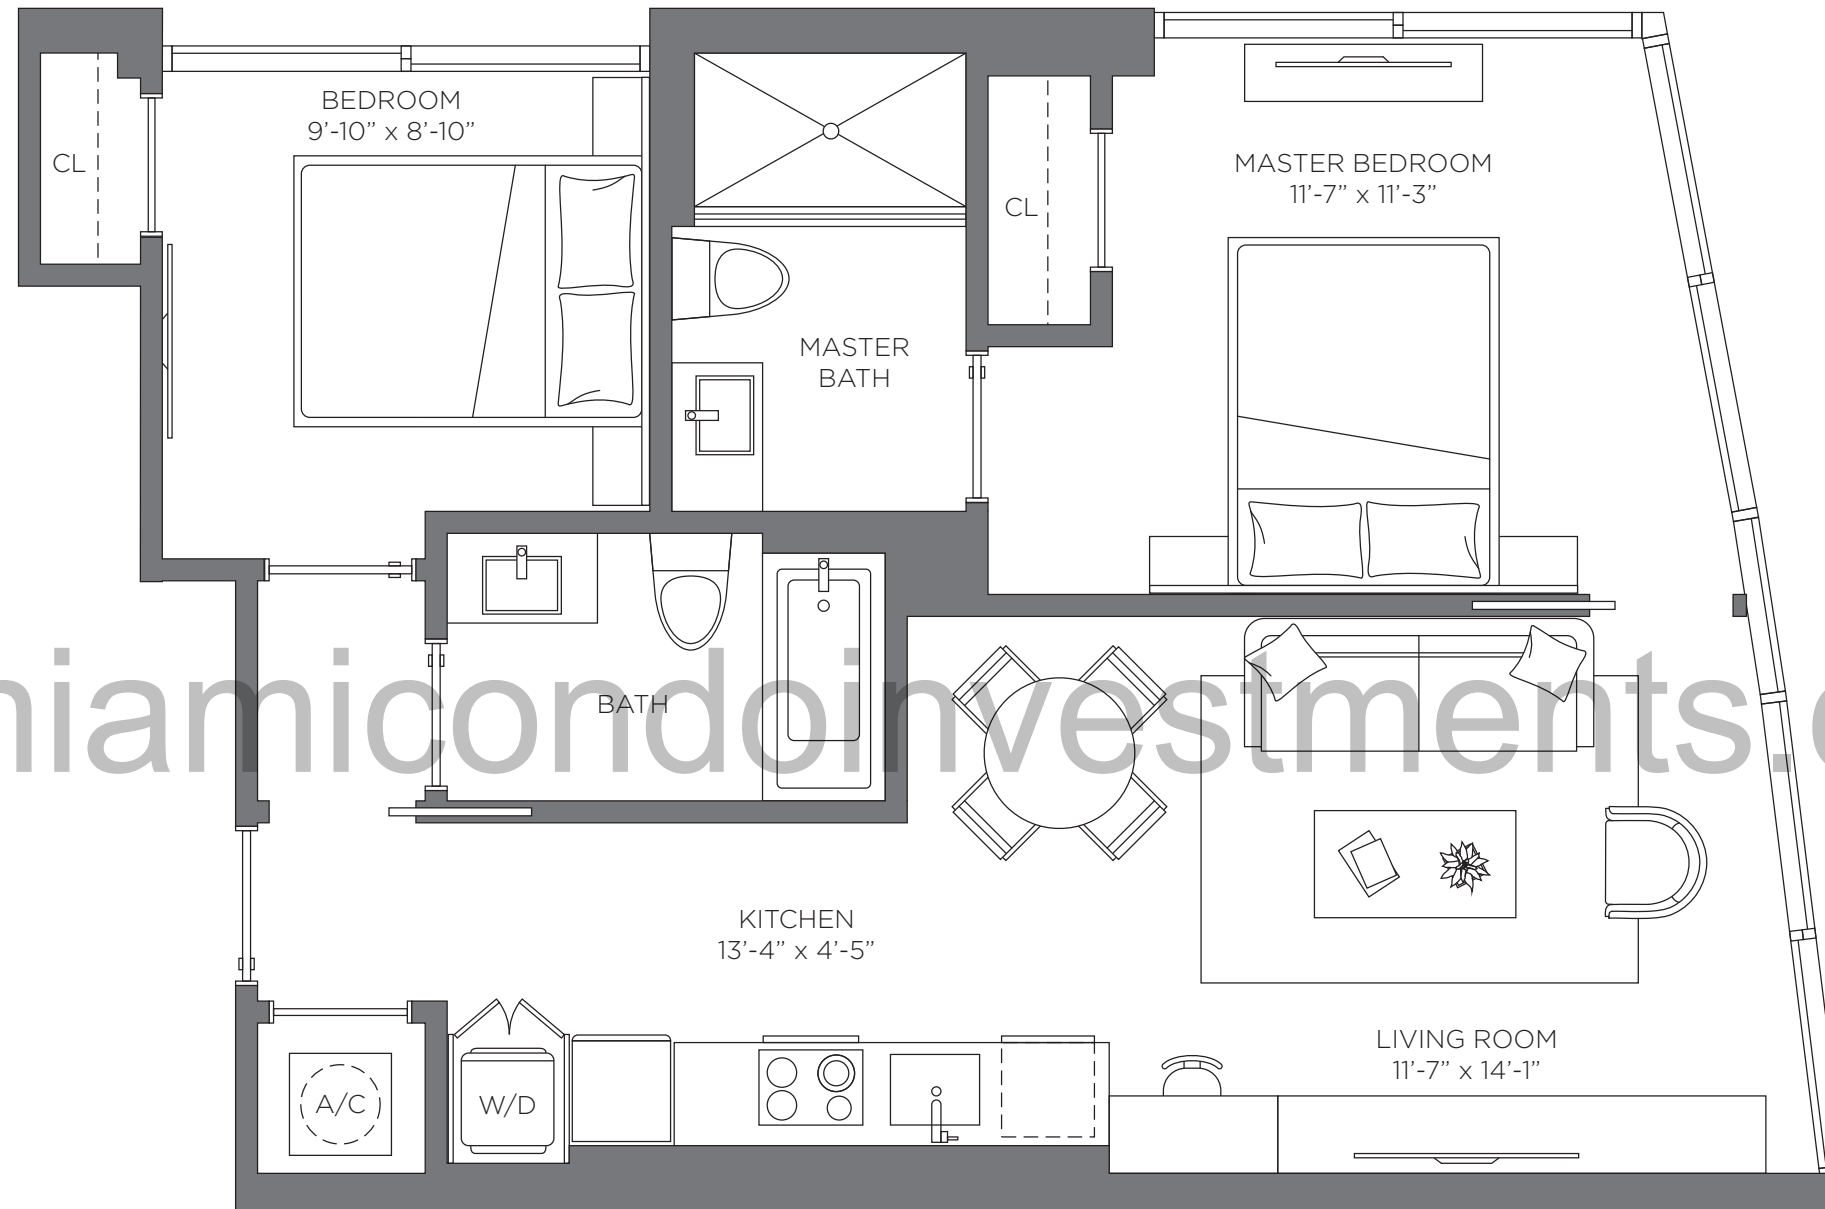 BEDROOM
9’-10” x 8’-10”
CL
MASTER BEDROOM
11’-7” x 11’-3”
CL
MASTER
BATH
BATH
miamicondoinvestments.c
KITCHEN
13’-4” x 4’-5”
LIVING ROOM
11’-7” x 14’-1”
A/C
W/D